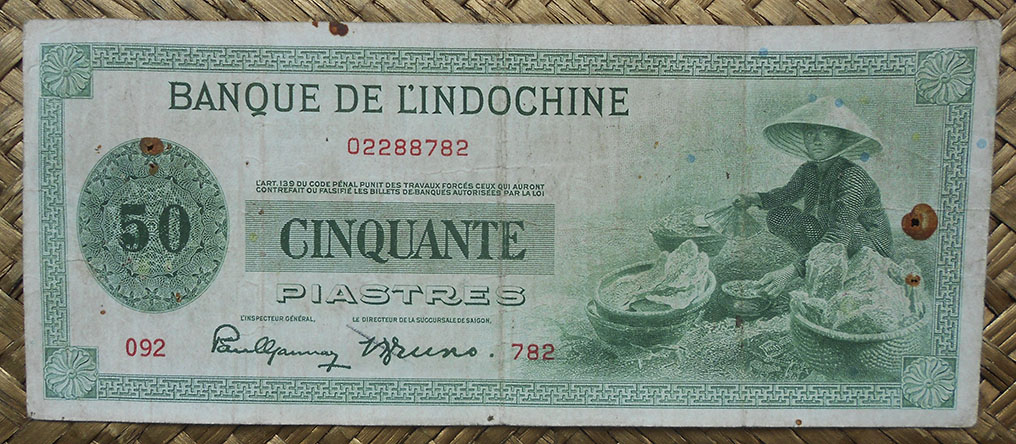 BANQUE DE L'INDOCHINE
02288782
L'ART. 139 DU CODE PÉNAL PUNIT DES TRAVAUX FORCÉS CEUX QUI AURONT
CONTREFAIT OU FALSIFIÉ LES BILLETS DE BANQUES AUTORISÉES PAR LA LOI
50
CINQUANTE
PIASTRES
L'INSPECTEUR GÉNÉRAL, LE DIRECTEUR DE LA SUCCURSALE DE SAIGON,
092 782